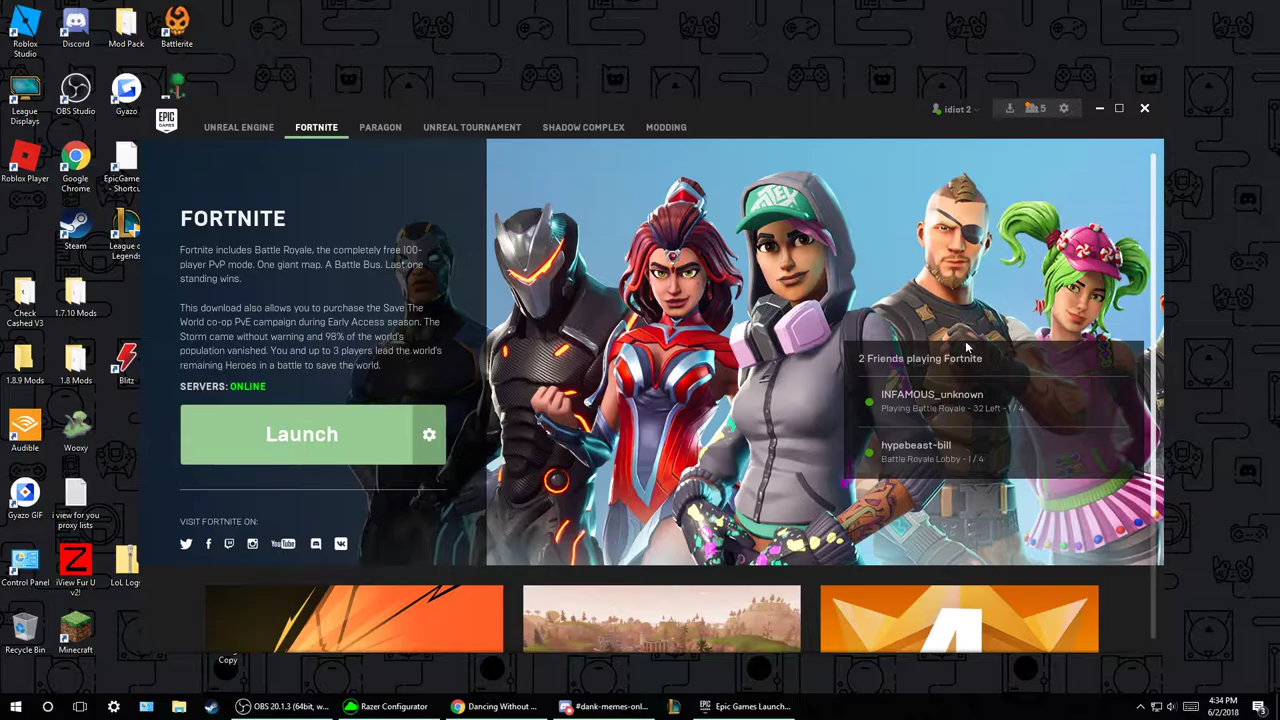 Roblox Studio
Discord
Mod Pack
Battlerite
League Displays
OBS Studio
Gyazo
Roblox Player
Google Chrome
EpicGame... - Shortcu
Steam
League o Legends
Check Cashed V3
1.7.10 Mods
1.8.9 Mods
1.8 Mods
Blitz
Audible
Wooxy
Gyazo GIF
i view for you proxy lists
Control Panel
iView Fur U v2!
LoL Logs
Recycle Bin
Minecraft
Copy
EPIC GAMES
idiot 2
5
UNREAL ENGINE
FORTNITE
PARAGON
UNREAL TOURNAMENT
SHADOW COMPLEX
MODDING
FORTNITE
Fortnite includes Battle Royale, the completely free 100-
player PvP mode. One giant map. A Battle Bus. Last one
standing wins.
This download also allows you to purchase the Save The
World co-op PvE campaign during Early Access season. The
Storm came without warning and 98% of the world's
population vanished. You and up to 3 players lead the world's
remaining Heroes in a battle to save the world.
SERVERS: ONLINE
Launch
VISIT FORTNITE ON:
You Tube
2 Friends playing Fortnite
INFAMOUS_unknown
Playing Battle Royale - 32 Left - 1 / 4
hypebeast-bill
Battle Royale Lobby - 1 / 4
OBS 20.1.3 (64bit, w...
Razer Configurator
Dancing Without ...
#dank-memes-onl...
Epic Games Launch...
4:34 PM
6/2/2018